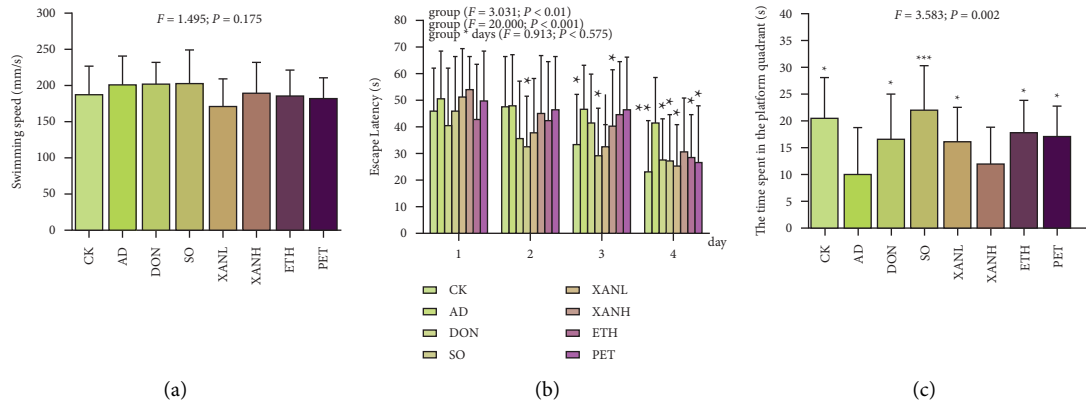 F = 1.495; P = 0.175
Swimming speed (mm/s)
300
250
200
150
100
50
0
CK
AD
DON
SO
XANL
XANH
ETH
PET
(a)
group (F = 3.031; P < 0.01)
group (F = 20.000; P < 0.001)
group * days (F = 0.913; P < 0.575)
Escape Latency (s)
80
70
60
50
40
30
20
10
0
* * * * * * * * * * * *
1 2 3 4
day
CK
AD
DON
SO
XANL
XANH
ETH
PET
(b)
F = 3.583; P = 0.002
The time spent in the platform quadrant (s)
40
35
30
25
20
15
10
5
0
* * *** * * *
CK
AD
DON
SO
XANL
XANH
ETH
PET
(c)